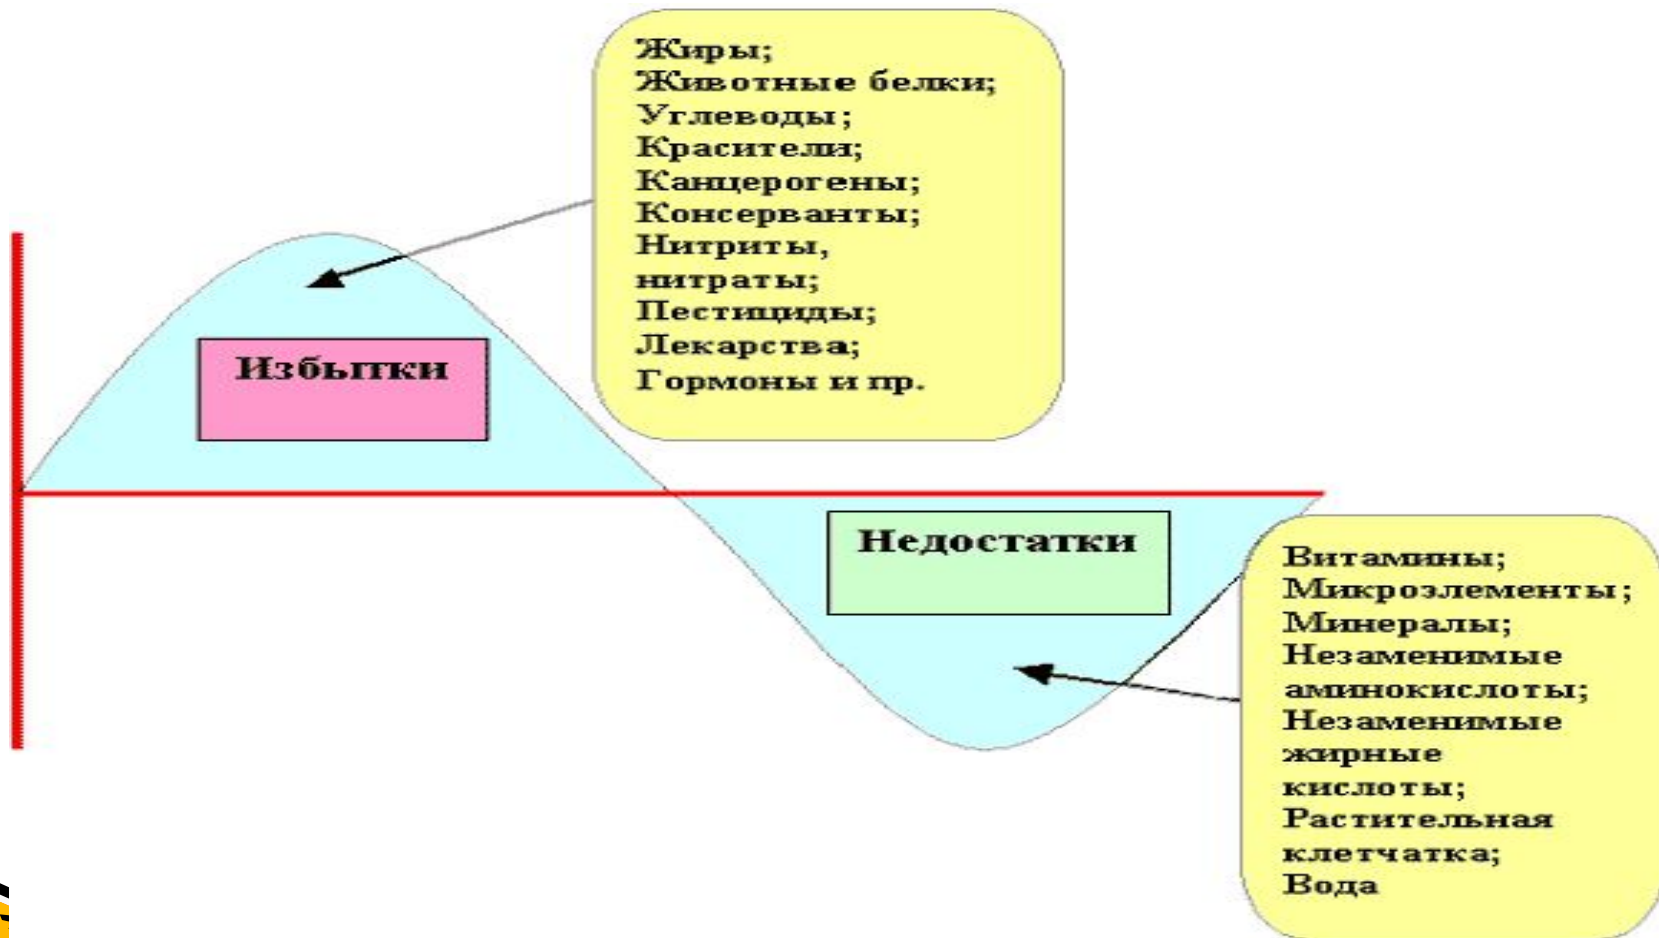 Жиры;
Животные белки;
Углеводы;
Красители;
Канцерогены;
Консерванты;
Нитриты,
нитраты;
Пестициды;
Лекарства;
Гормоны и пр.
Избытки
Недостатки
Витамины;
Микроэлементы;
Минералы;
Незаменимые
аминокислоты;
Незаменимые
жирные
кислоты;
Растительная
клетчатка;
Вода